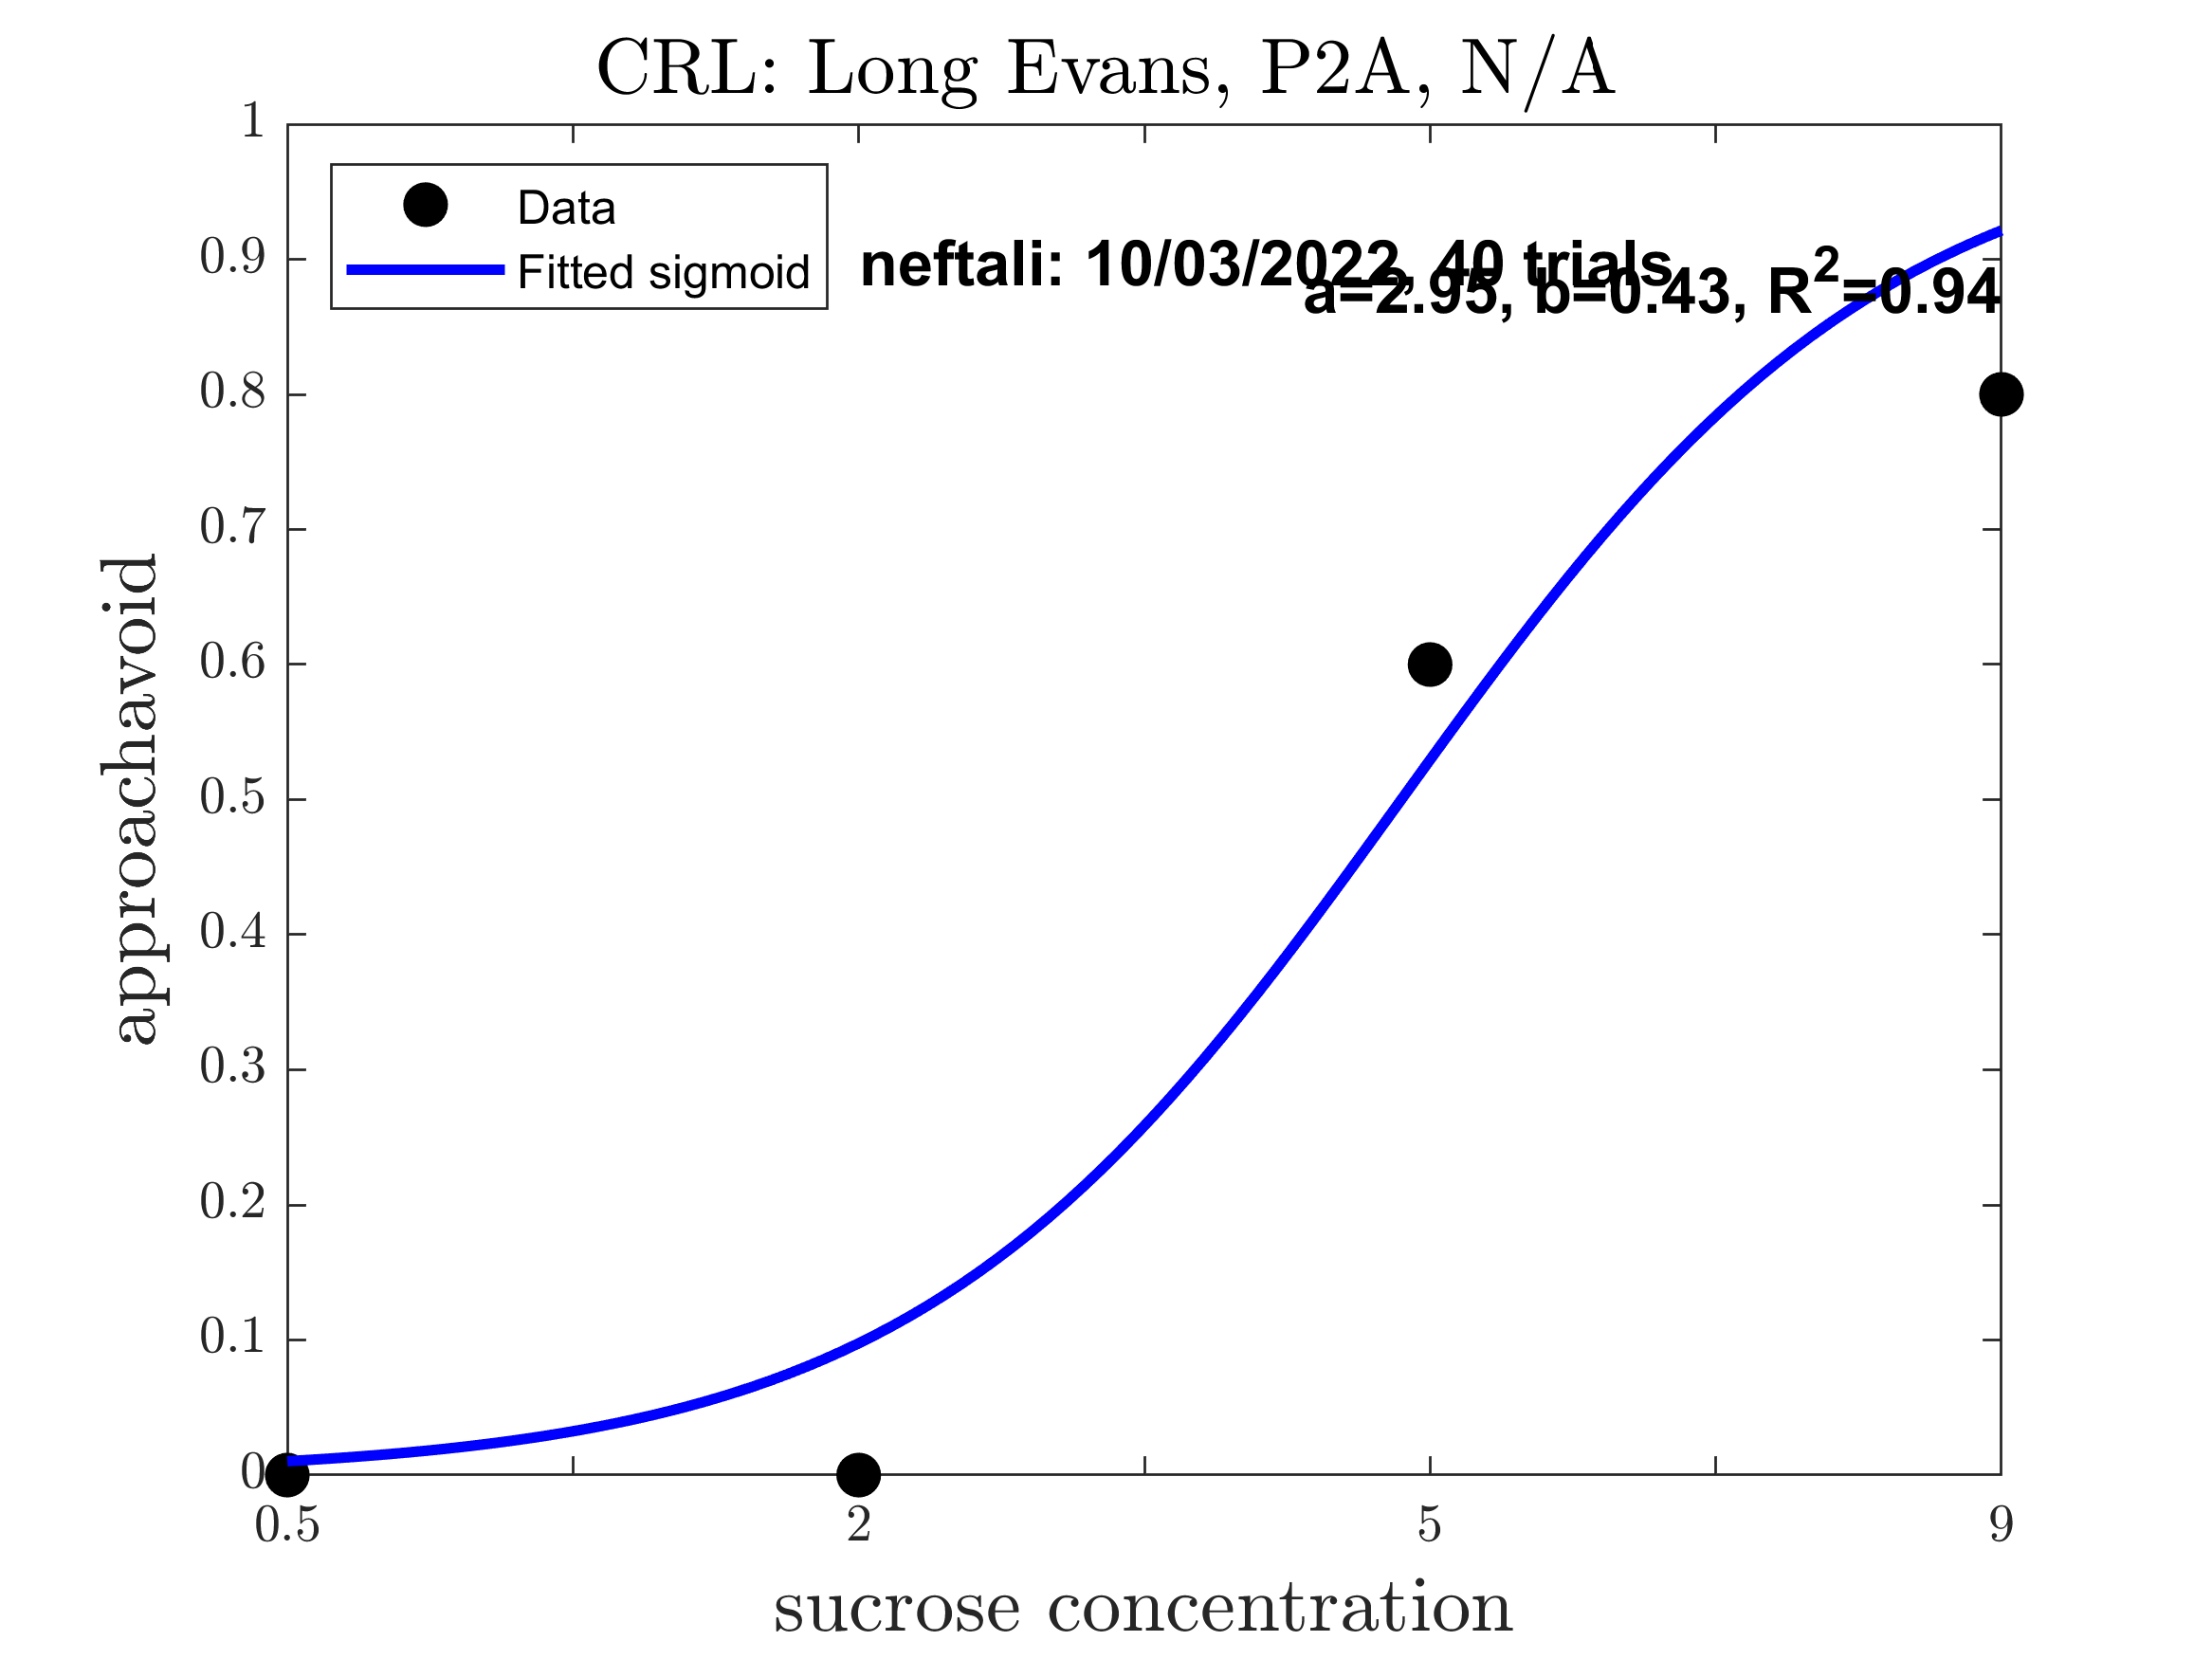 CRL: Long Evans, P2A, N/A
1
0.9
0.8
0.7
0.6
0.5
0.4
0.3
0.2
0.1
0
Data
Fitted sigmoid
neftali: 10/03/2022, 40 trials
a=2.95, b=0.43, R²=0.94
approachavoid
0.5 2 5 9
sucrose concentration